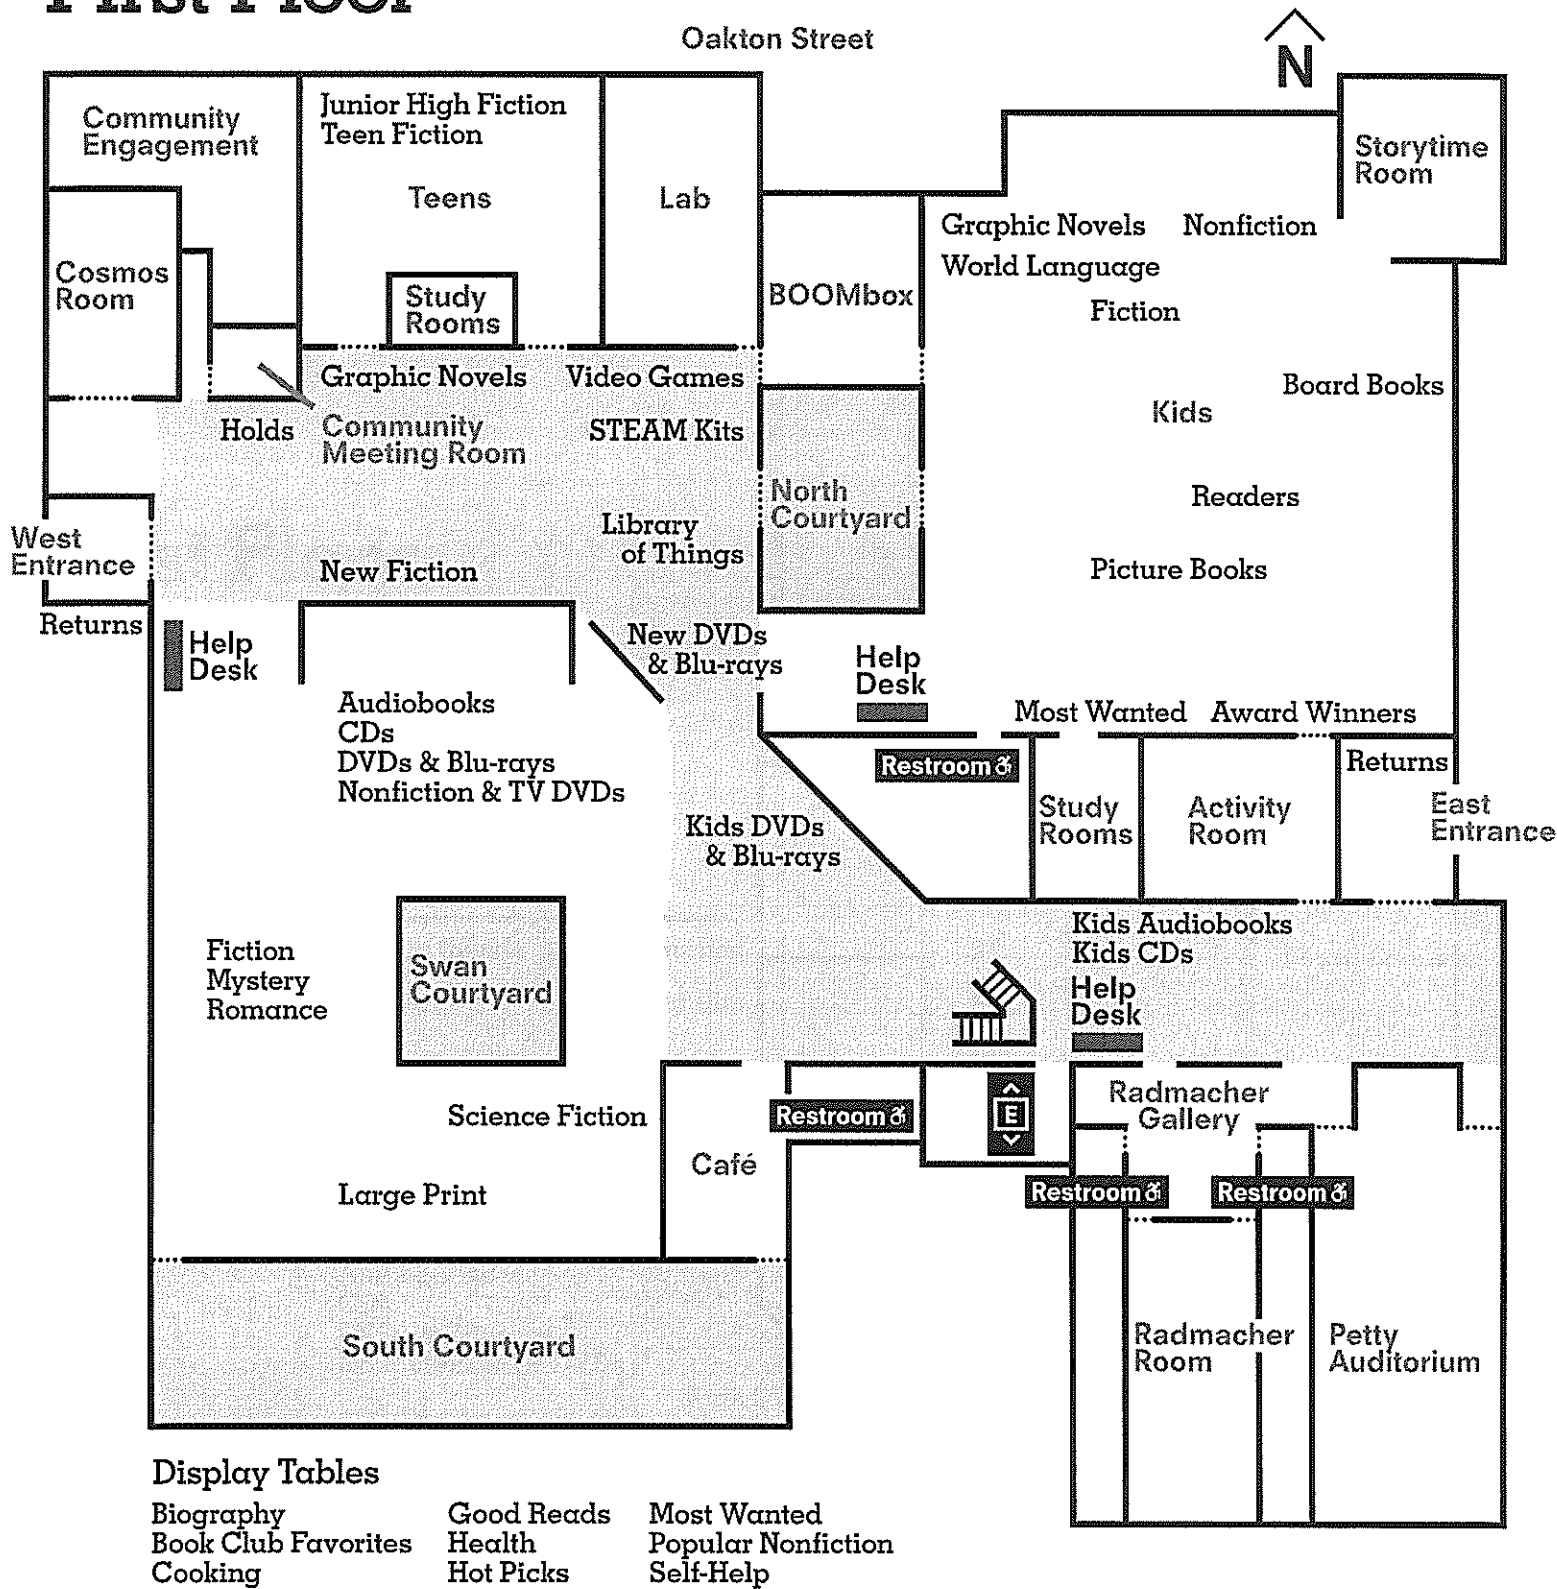 First Floor
Oakton Street
N
Community
Engagement
Junior High Fiction
Teen Fiction
Teens
Lab
Storytime
Room
Cosmos
Room
Study
Rooms
BOOMbox
Graphic Novels
Nonfiction
World Language
Fiction
Graphic Novels
Video Games
Board Books
Kids
Holds
Community
Meeting Room
STEAM Kits
North
Courtyard
Readers
West
Entrance
Library
of Things
New Fiction
Picture Books
Returns
Help
Desk
New DVDs
& Blu-rays
Help
Desk
Audiobooks
CDs
DVDs & Blu-rays
Nonfiction & TV DVDs
Most Wanted
Award Winners
Restroom
Returns
Study
Rooms
Activity
Room
East
Entrance
Kids DVDs
& Blu-rays
Fiction
Mystery
Romance
Swan
Courtyard
Kids Audiobooks
Kids CDs
Help
Desk
Science Fiction
Restroom
E
Radmacher
Gallery
Café
Large Print
Restroom
Restroom
South Courtyard
Radmacher
Room
Petty
Auditorium
Display Tables
Biography
Book Club Favorites
Cooking
Good Reads
Health
Hot Picks
Most Wanted
Popular Nonfiction
Self-Help